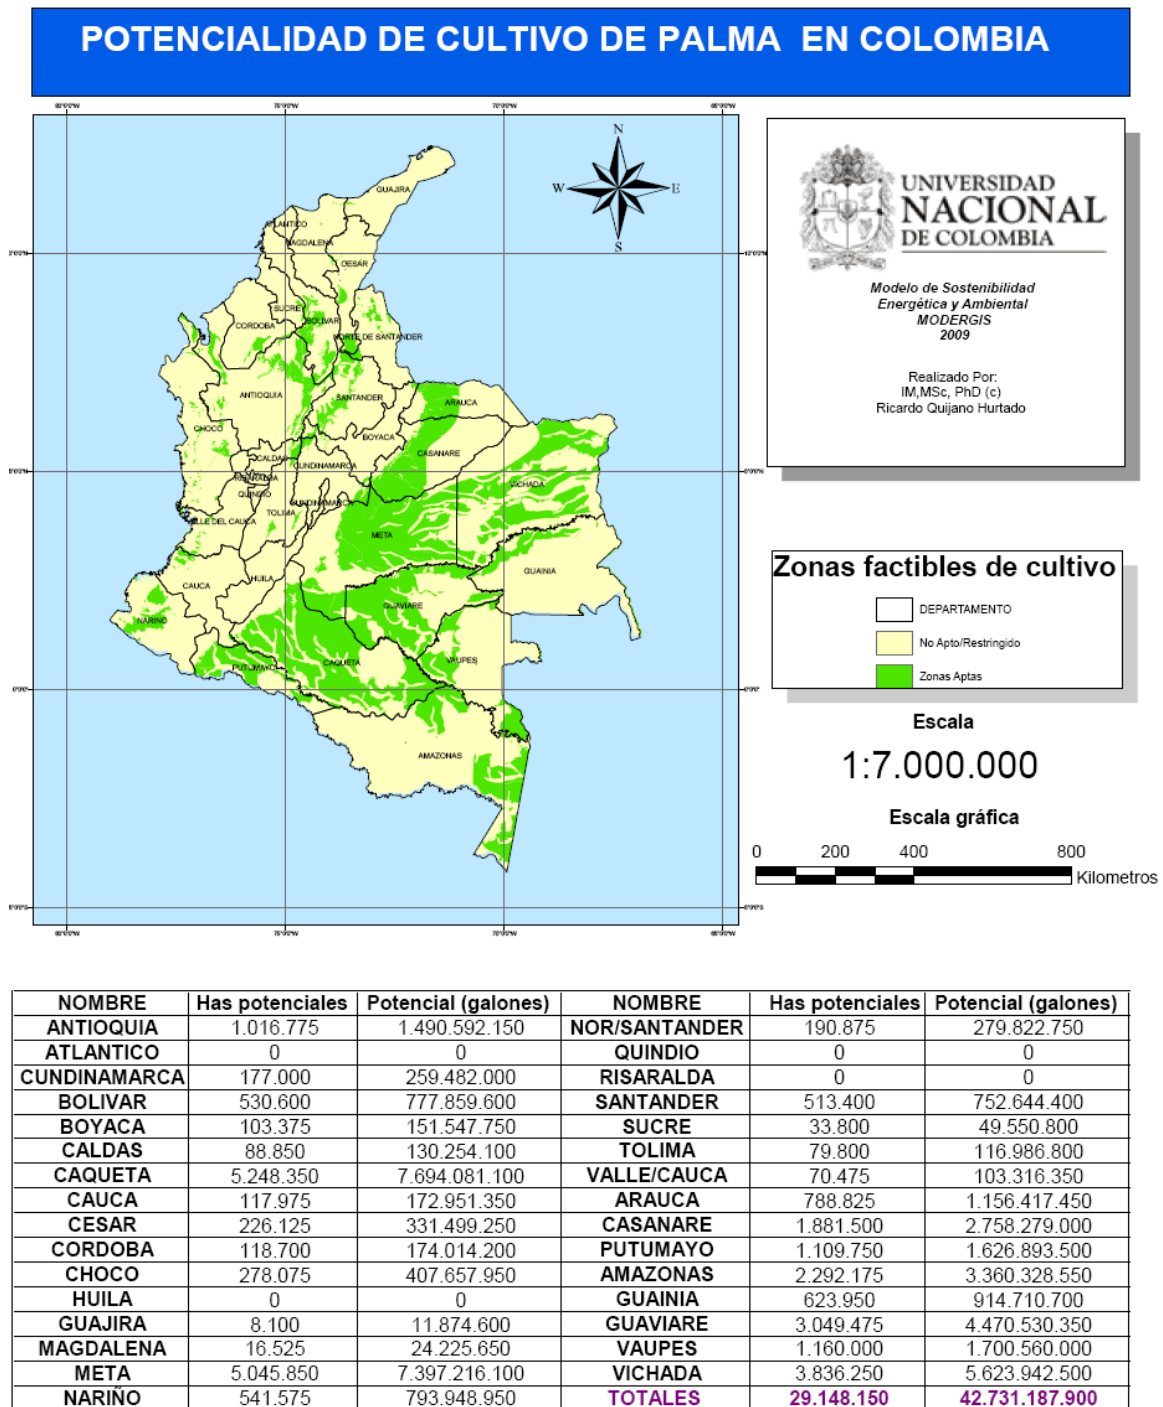 POTENCIALIDAD DE CULTIVO DE PALMA EN COLOMBIA
75°0'0"W 70°0'0"W
N
W E
S
GUAJIRA
ATLANTICO
MAGDALENA
CESAR
SUCRE
BOLIVAR
CORDOBA
NORTE DE SANTANDER
ANTIOQUIA
SANTANDER
ARAUCA
CHOCO
BOYACA
CASANARE
CALDAS
CUNDINAMARCA
RISARALDA
VICHADA
QUINDIO
CUNDINAMARCA
TOLIMA
VALLE DEL CAUCA
META
GUAINIA
HUILA
CAUCA
GUAVIARE
NARIÑO
VAUPES
CAQUETA
PUTUMAYO
AMAZONAS
75°0'0"W 70°0'0"W
UNIVERSIDAD
NACIONAL
DE COLOMBIA
Modelo de Sostenibilidad
Energética y Ambiental
MODERGIS
2009
Realizado Por:
IM,MSc, PhD (c)
Ricardo Quijano Hurtado
Zonas factibles de cultivo
DEPARTAMENTO
No Apto/Restringido
Zonas Aptas
Escala
1:7.000.000
Escala gráfica
0 200 400 800
Kilometros
NOMBRE Has potenciales Potencial (galones) NOMBRE Has potenciales Potencial (galones)
ANTIOQUIA 1.016.775 1.490.592.150 NOR/SANTANDER 190.875 279.822.750
ATLANTICO 0 0 QUINDIO 0 0
CUNDINAMARCA 177.000 259.482.000 RISARALDA 0 0
BOLIVAR 530.600 777.859.600 SANTANDER 513.400 752.644.400
BOYACA 103.375 151.547.750 SUCRE 33.800 49.550.800
CALDAS 88.850 130.254.100 TOLIMA 79.800 116.986.800
CAQUETA 5.248.350 7.694.081.100 VALLE/CAUCA 70.475 103.316.350
CAUCA 117.975 172.951.350 ARAUCA 788.825 1.156.417.450
CESAR 226.125 331.499.250 CASANARE 1.881.500 2.758.279.000
CORDOBA 118.700 174.014.200 PUTUMAYO 1.109.750 1.626.893.500
CHOCO 278.075 407.657.950 AMAZONAS 2.292.175 3.360.328.550
HUILA 0 0 GUAINIA 623.950 914.710.700
GUAJIRA 8.100 11.874.600 GUAVIARE 3.049.475 4.470.530.350
MAGDALENA 16.525 24.225.650 VAUPES 1.160.000 1.700.560.000
META 5.045.850 7.397.216.100 VICHADA 3.836.250 5.623.942.500
NARIÑO 541.575 793.948.950 TOTALES 29.148.150 42.731.187.900